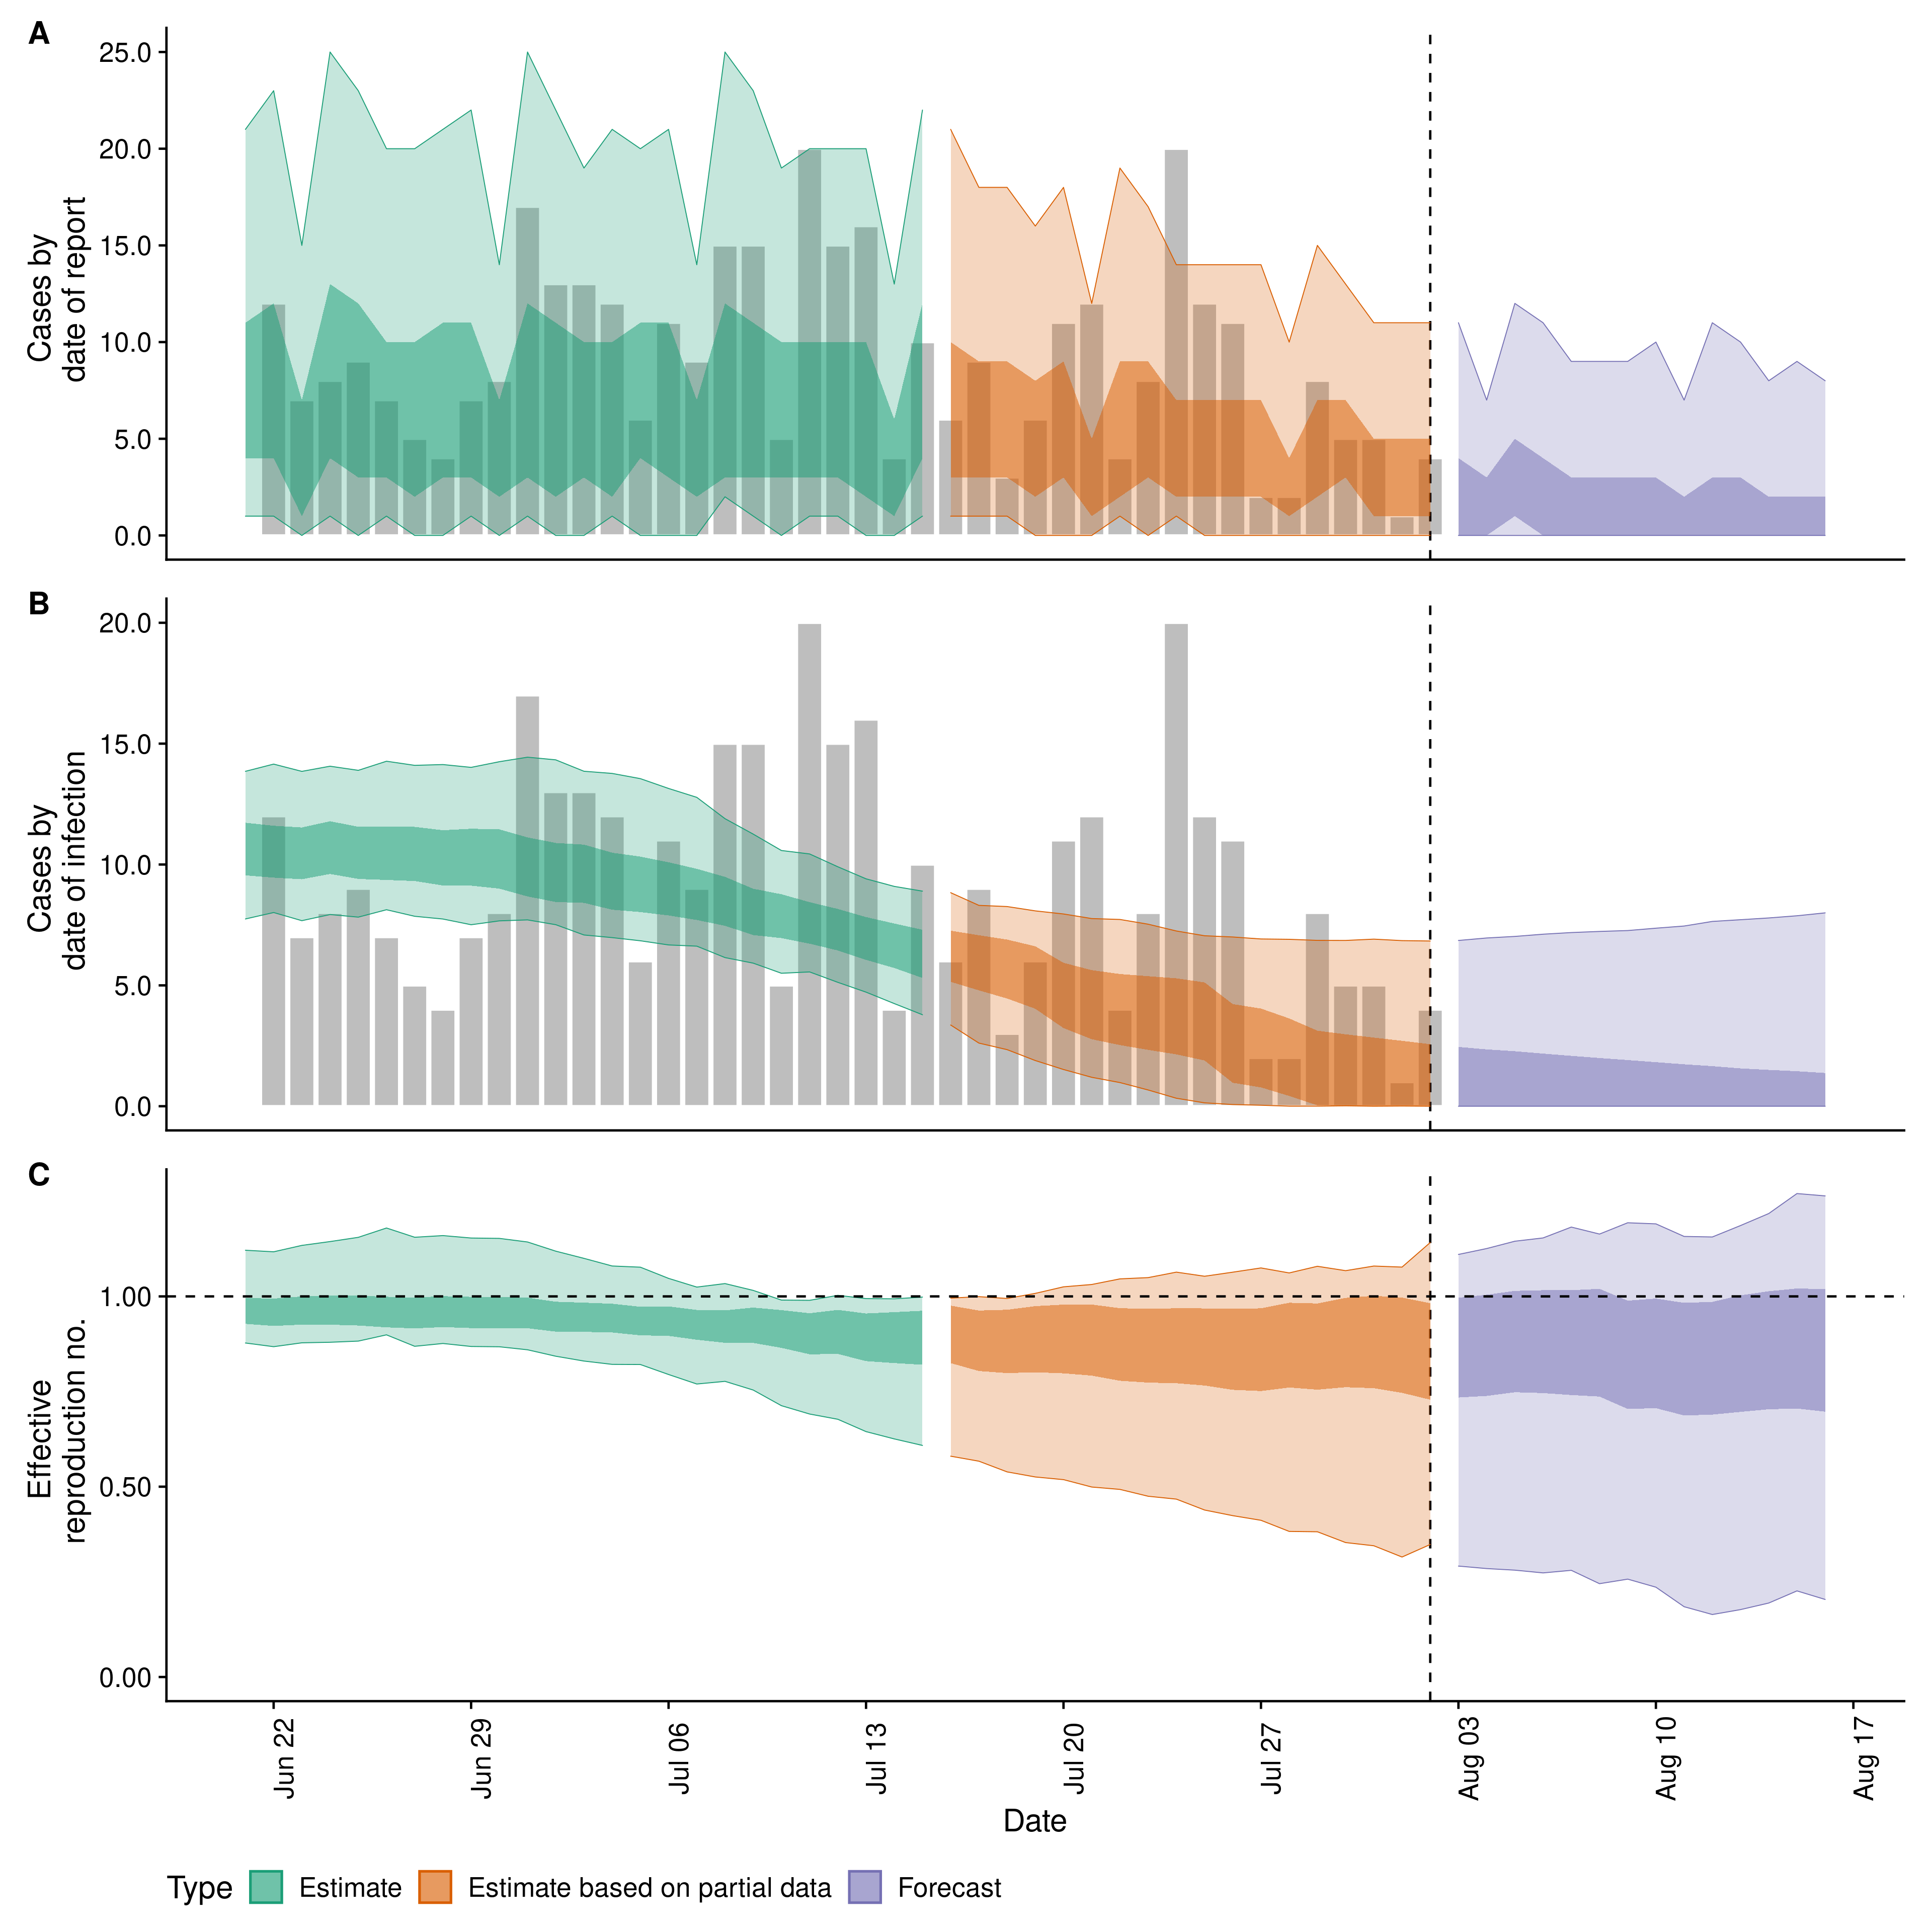 A
Cases by
date of report
25.0
20.0
15.0
10.0
5.0
0.0
B
Cases by
date of infection
20.0
15.0
10.0
5.0
0.0
C
Effective
reproduction no.
1.00
0.50
0.00
Jun 22
Jun 29
Jul 06
Jul 13
Jul 20
Jul 27
Aug 03
Aug 10
Aug 17
Date
Type Estimate Estimate based on partial data Forecast